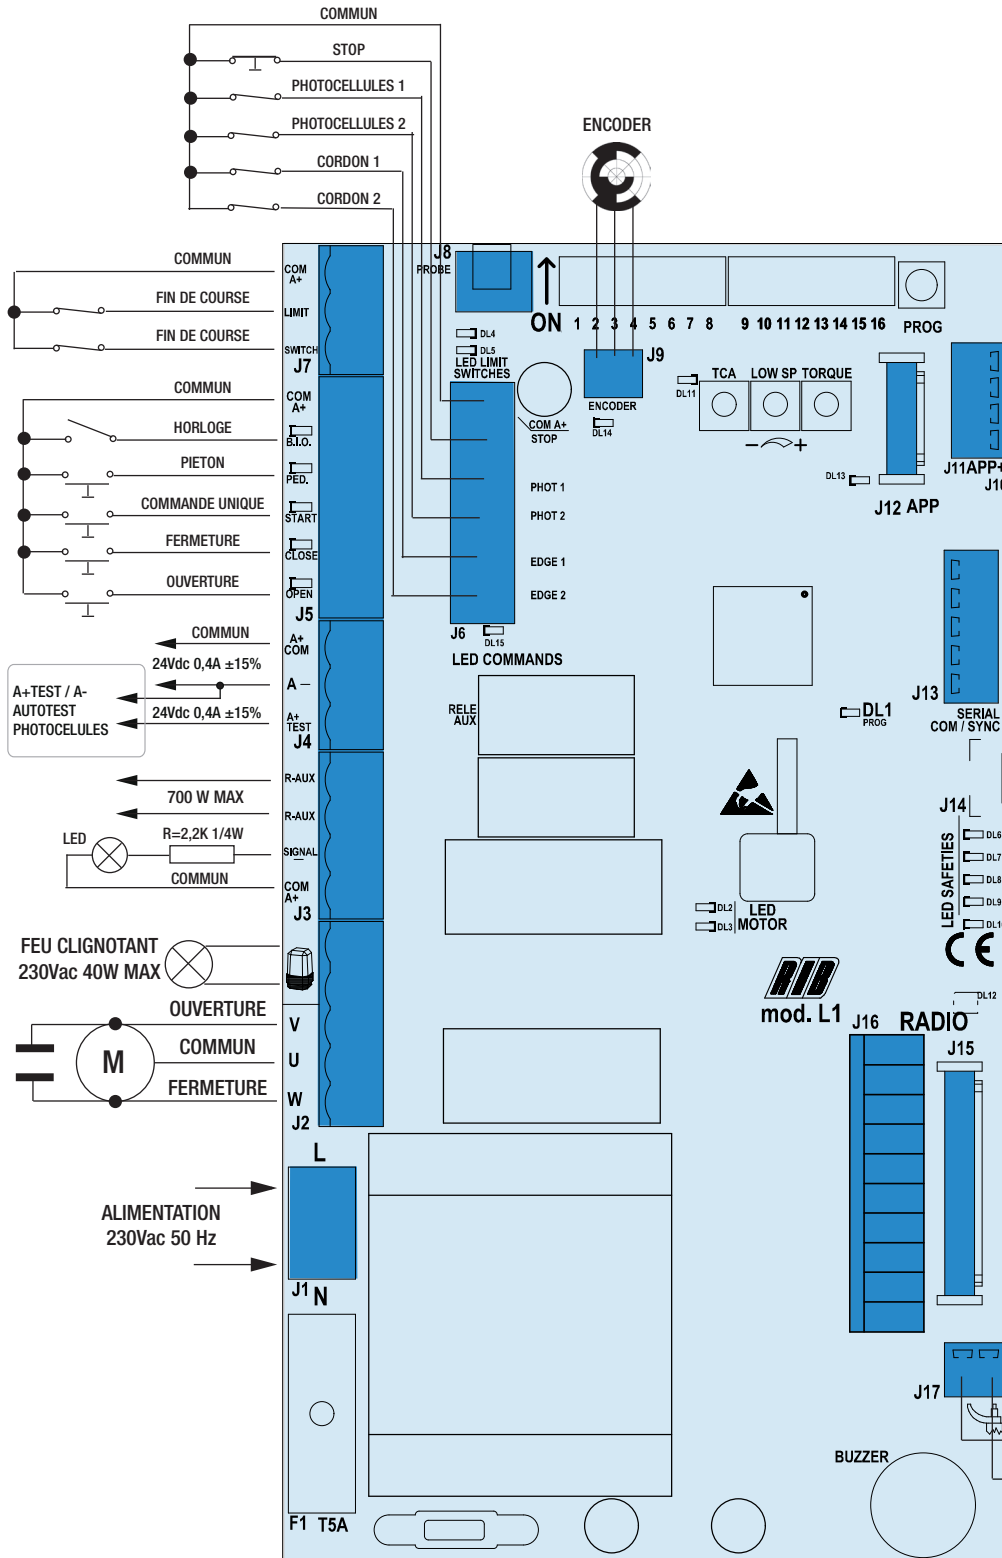 COMMUN
STOP
PHOTOCELLULES 1
PHOTOCELLULES 2
CORDON 1
CORDON 2
ENCODER
COMMUN
FIN DE COURSE
FIN DE COURSE
COM A+
LIMIT
SWITCH
J7
COMMUN
HORLOGE
PIETON
COMMANDE UNIQUE
FERMETURE
OUVERTURE
COM A+
B.I.O.
PED.
START
CLOSE
OPEN
J5
COMMUN
24Vdc 0,4A ±15%
24Vdc 0,4A ±15%
A+TEST / A-
AUTOTEST
PHOTOCELULES
A+ COM
A -
A+ TEST
J4
700 W MAX
R-AUX
R-AUX
LED
R=2,2K 1/4W
COMMUN
SIGNAL
-
COM A+
J3
FEU CLIGNOTANT
230Vac 40W MAX
OUVERTURE
COMMUN
FERMETURE
M
V
U
W
J2
L
ALIMENTATION
230Vac 50 Hz
J1 N
F1 T5A
J8
PROBE
ON
1 2 3 4 5 6 7 8
9 10 11 12 13 14 15 16
PROG
DL4
DL5
LED LIMIT
SWITCHES
COM A+
STOP
PHOT 1
PHOT 2
EDGE 1
EDGE 2
J6
DL15
LED COMMANDS
J9
ENCODER
DL14
DL11
TCA LOW SP TORQUE
- +
DL13
J12 APP
J11 APP+
J10
J13
SERIAL
COM / SYNC
DL1
PROG
RELE
AUX
J14
LED SAFETIES
DL6
DL7
DL8
DL9
DL10
CE
DL2
DL3
LED
MOTOR
RIB
mod. L1
DL12
J16 RADIO
J15
J17
BUZZER